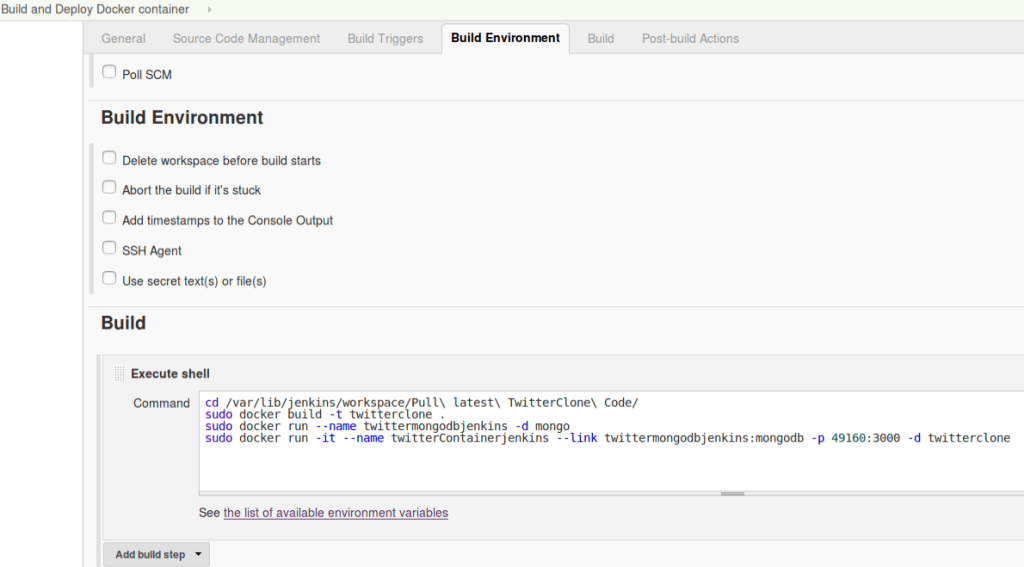 Build and Deploy Docker container
General Source Code Management Build Triggers Build Environment Build Post-build Actions
Poll SCM
Build Environment
Delete workspace before build starts
Abort the build if it's stuck
Add timestamps to the Console Output
SSH Agent
Use secret text(s) or file(s)
Build
Execute shell
Command
cd /var/lib/jenkins/workspace/Pull\ latest\ TwitterClone\ Code/
sudo docker build -t twitterclone .
sudo docker run --name twittermongodbjenkins -d mongo
sudo docker run -it --name twitterContainerjenkins --link twittermongodbjenkins:mongodb -p 49160:3000 -d twitterclone
See the list of available environment variables
Add build step